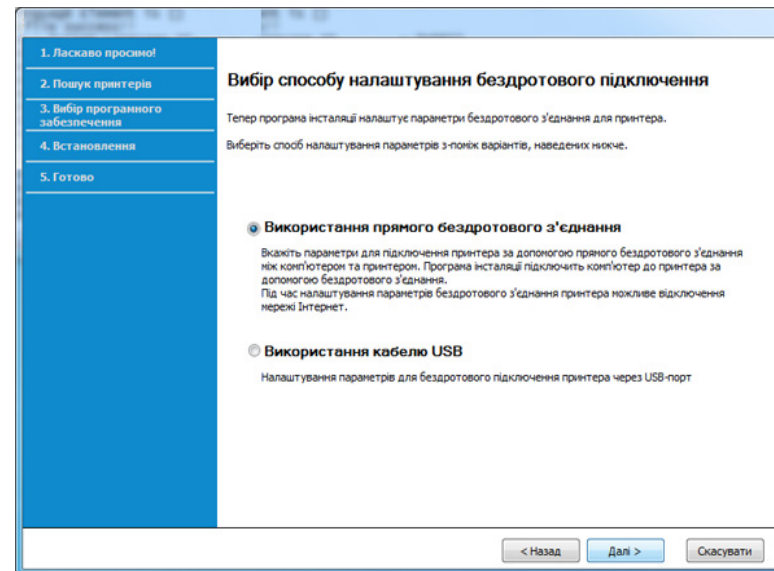 1. Ласкаво просимо!
2. Пошук принтерів
3. Вибір програмного
забезпечення
4. Встановлення
5. Готово
Вибір способу налаштування бездротового підключення
Тепер програма інсталяції налаштує параметри бездротового з'єднання для принтера.
Виберіть спосіб налаштування параметрів з-поміж варіантів, наведених нижче.
Використання прямого бездротового з'єднання
Вкажіть параметри для підключення принтера за допомогою прямого бездротового з'єднання
між комп'ютером та принтером. Програма інсталяції підключить комп'ютер до принтера за
допомогою бездротового з'єднання.
Під час налаштування параметрів бездротового з'єднання принтера можливе відключення
мережі Інтернет.
Використання кабелю USB
Налаштування параметрів для бездротового підключення принтера через USB-порт
< Назад
Далі >
Скасувати